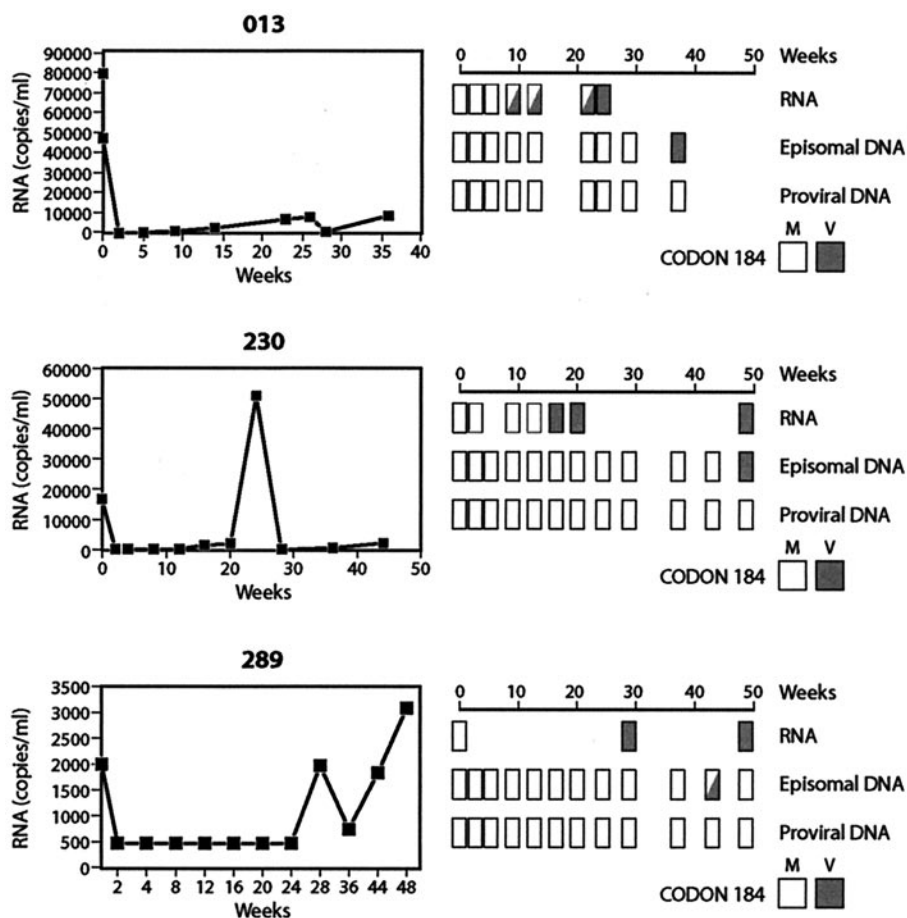 013
RNA (copies/ml)
90000
80000
70000
60000
50000
40000
30000
20000
10000
0
0 5 10 15 20 25 30 35 40
Weeks
0 10 20 30 40 50 Weeks
RNA
Episomal DNA
Proviral DNA
M V
CODON 184
230
RNA (copies/ml)
60000
50000
40000
30000
20000
10000
0
0 10 20 30 40 50
Weeks
0 10 20 30 40 50 Weeks
RNA
Episomal DNA
Proviral DNA
M V
CODON 184
289
RNA (copies/ml)
3500
3000
2500
2000
1500
1000
500
0
2 4 8 12 16 20 24 28 36 44 48
Weeks
0 10 20 30 40 50 Weeks
RNA
Episomal DNA
Proviral DNA
M V
CODON 184